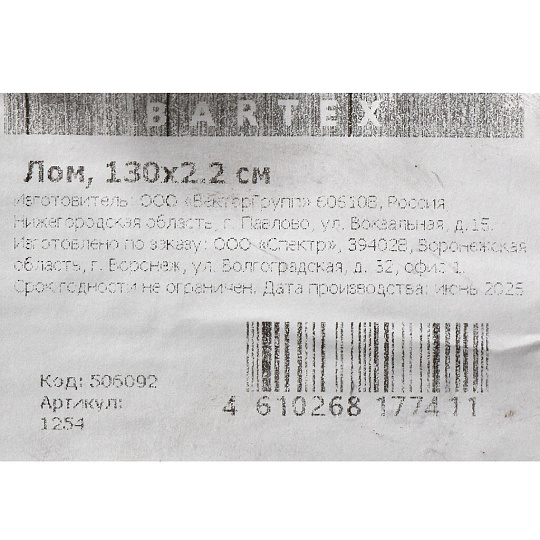 BARTEX
Лом, 130x2.2 см
Изготовитель: ООО «ВектерГрупп» 606108, Россия
Нижегородская область, г. Павлово, ул. Вокзальная, д.15.
Изготовлено по заказу: ООО «Спектр», 394028, Воронежская
область, г. Воронеж, ул. Волгоградская, д. 32, офис 1.
Срок годности не ограничен. Дата производства: июнь 2025
Код: 506092
Артикул:
1254
4 610268 177411